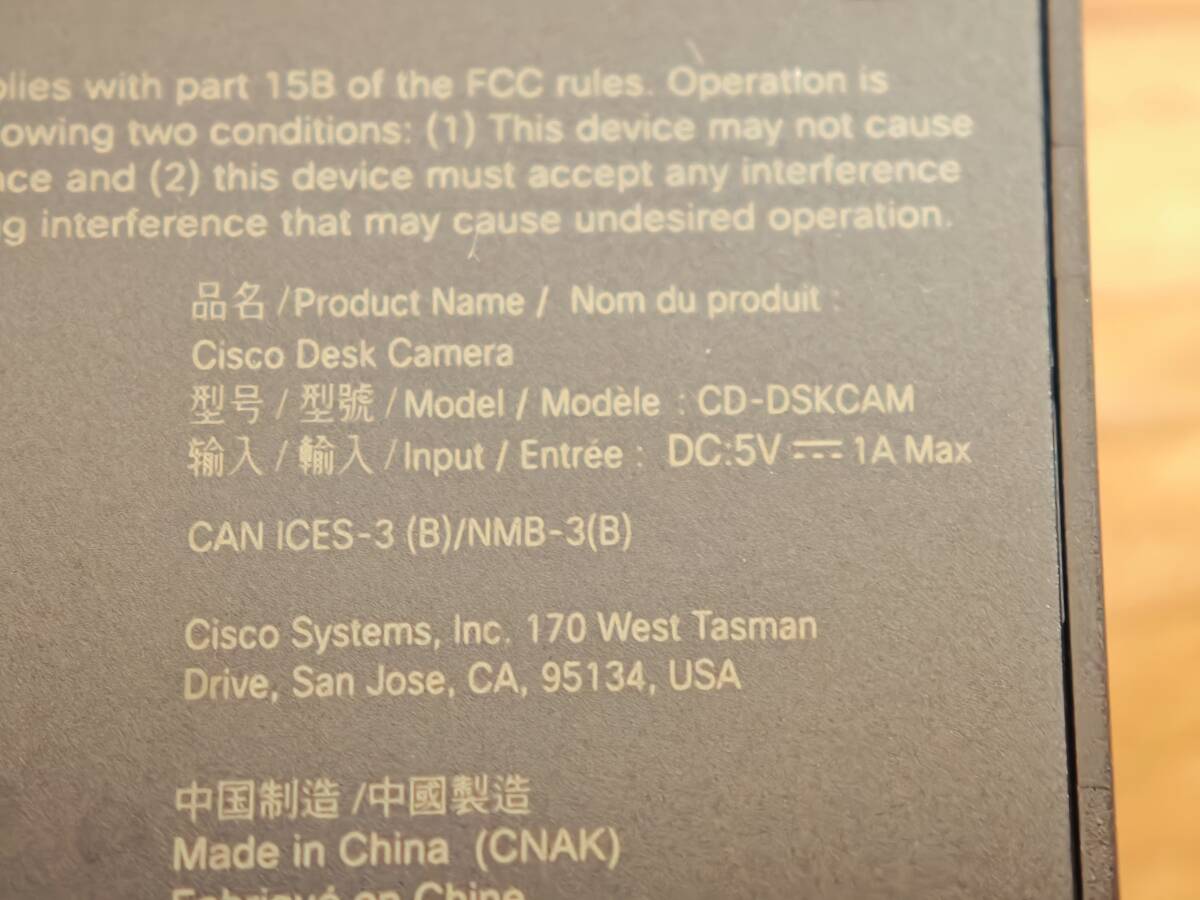 plies with part 15B of the FCC rules. Operation is
lowing two conditions: (1) This device may not cause
nce and (2) this device must accept any interference
ng interference that may cause undesired operation.
品名 /Product Name / Nom du produit :
Cisco Desk Camera
型号 / 型號 /Model / Modèle : CD-DSKCAM
输入 / 輸入 /Input / Entrée : DC:5V ⎓ 1A Max
CAN ICES-3 (B)/NMB-3(B)
Cisco Systems, Inc. 170 West Tasman
Drive, San Jose, CA, 95134, USA
中国制造 /中國製造
Made in China (CNAK)
Fabriqué en Chine